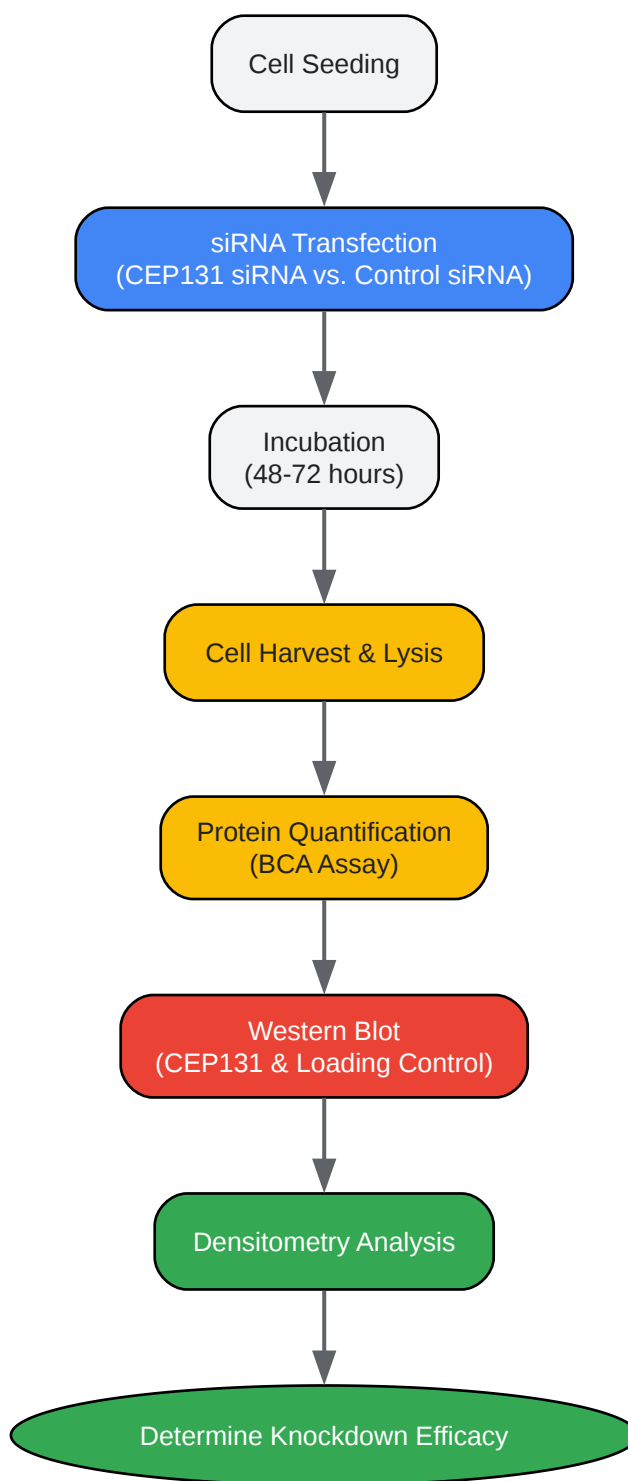 Cell Seeding
siRNA Transfection
(CEP131 siRNA vs. Control siRNA)
Incubation
(48-72 hours)
Cell Harvest & Lysis
Protein Quantification
(BCA Assay)
Western Blot
(CEP131 & Loading Control)
Densitometry Analysis
Determine Knockdown Efficacy